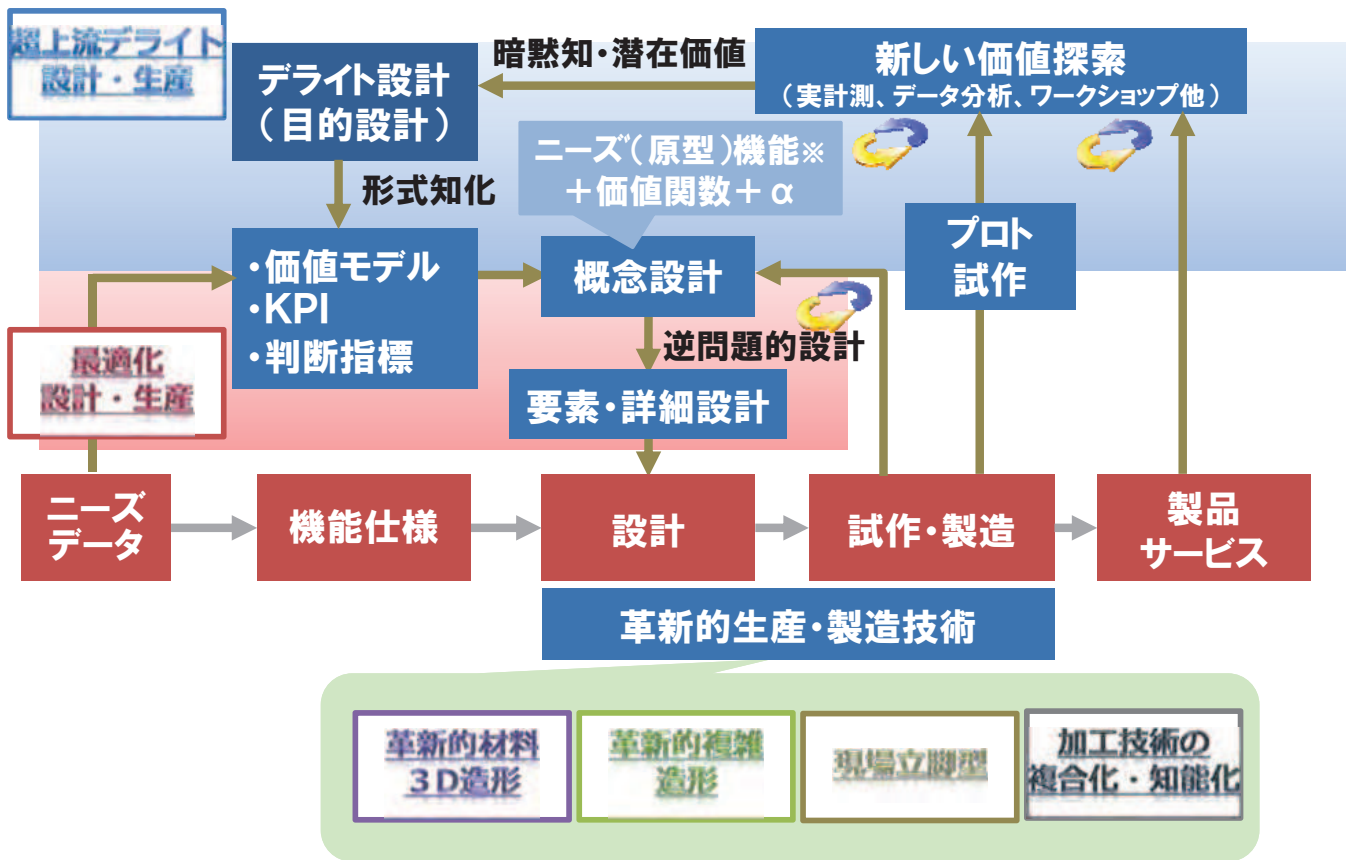 超上流デライト
設計・生産
デライト設計
（目的設計）
暗黙知・潜在価値
新しい価値探索
（実計測、データ分析、ワークショップ他）
ニーズ（原型）機能※
＋価値関数＋α
形式知化
・価値モデル
・KPI
・判断指標
概念設計
プロト
試作
最適化
設計・生産
逆問題的設計
要素・詳細設計
ニーズ
データ
機能仕様
設計
試作・製造
製品
サービス
革新的生産・製造技術
革新的材料
３Ｄ造形
革新的複雑
造形
現場立脚型
加工技術の
複合化・知能化